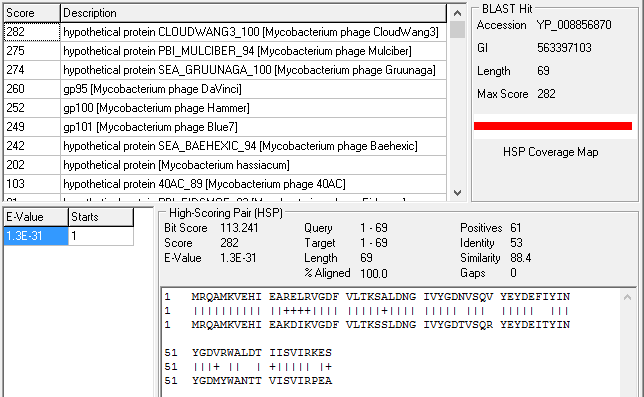 Score Description
282 hypothetical protein CLOUDWANG3_100 [Mycobacterium phage CloudWang3]
275 hypothetical protein PBI_MULCIBER_94 [Mycobacterium phage Mulciber]
274 hypothetical protein SEA_GRUUNAGA_100 [Mycobacterium phage Gruunaga]
260 gp95 [Mycobacterium phage DaVinci]
252 gp100 [Mycobacterium phage Hammer]
249 gp101 [Mycobacterium phage Blue7]
242 hypothetical protein SEA_BAEHEXIC_94 [Mycobacterium phage Baehexic]
202 hypothetical protein [Mycobacterium hassiacum]
103 hypothetical protein 40AC_89 [Mycobacterium phage 40AC]
BLAST Hit
Accession YP_008856870
GI 563397103
Length 69
Max Score 282
HSP Coverage Map
E-Value Starts
1.3E-31 1
High-Scoring Pair (HSP)
Bit Score 113.241 Query 1 - 69 Positives 61
Score 282 Target 1 - 69 Identity 53
E-Value 1.3E-31 Length 69 Similarity 88.4
% Aligned 100.0 Gaps 0
1 MRQAMKVEHI EARELRVGDF VLTKSALDNG IVYGDNVSQV YEYDEFIYIN
1 |||||||||| ||++++|||| |||||+|||| ||||| ||| ||||| |||
1 MRQAMKVEHI EAKDIKVGDF VLTKSSLDNG IVYGDTVSQR YEYDEITYIN
51 YGDVRWALDT IISVIRKES
51 |||+ || | +||||| |+
51 YGDMYWANTT VISVIRPEA